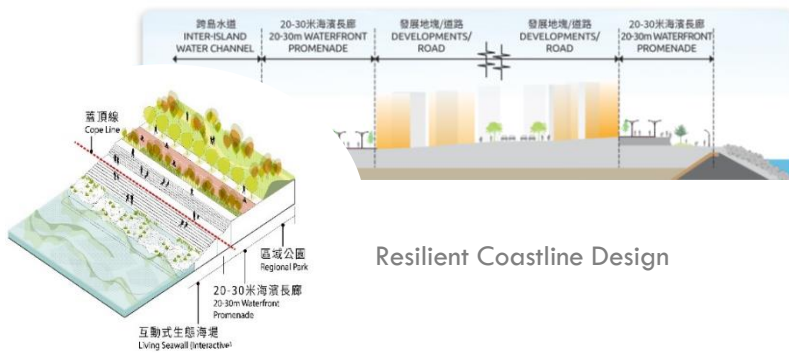 跨島水道
INTER-ISLAND
WATER CHANNEL
20-30米海濱長廊
20-30m WATERFRONT
PROMENADE
發展地塊/道路
DEVELOPMENTS/
ROAD
發展地塊/道路
DEVELOPMENTS/
ROAD
20-30米海濱長廊
20-30m WATERFRONT
PROMENADE
蓋頂線
Cope Line
區域公園
Regional Park
20-30米海濱長廊
20-30m Waterfront
Promenade
互動式生態海堤
Living Seawall (Interactive)
Resilient Coastline Design